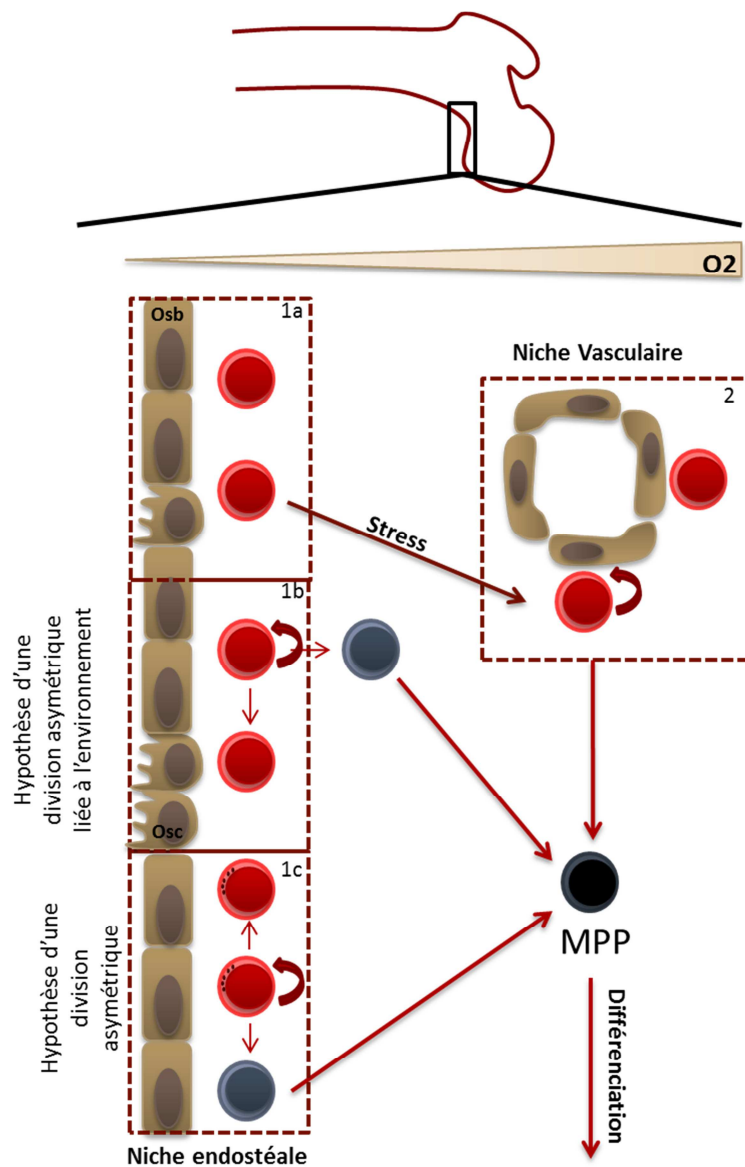 O2
Osb
1a
Niche Vasculaire
2
Stress
1b
Hypothèse d'une
division asymétrique
liée à l'environnement
Osc
1c
Hypothèse d'une
division
asymétrique
MPP
Différenciation
Niche endostéale